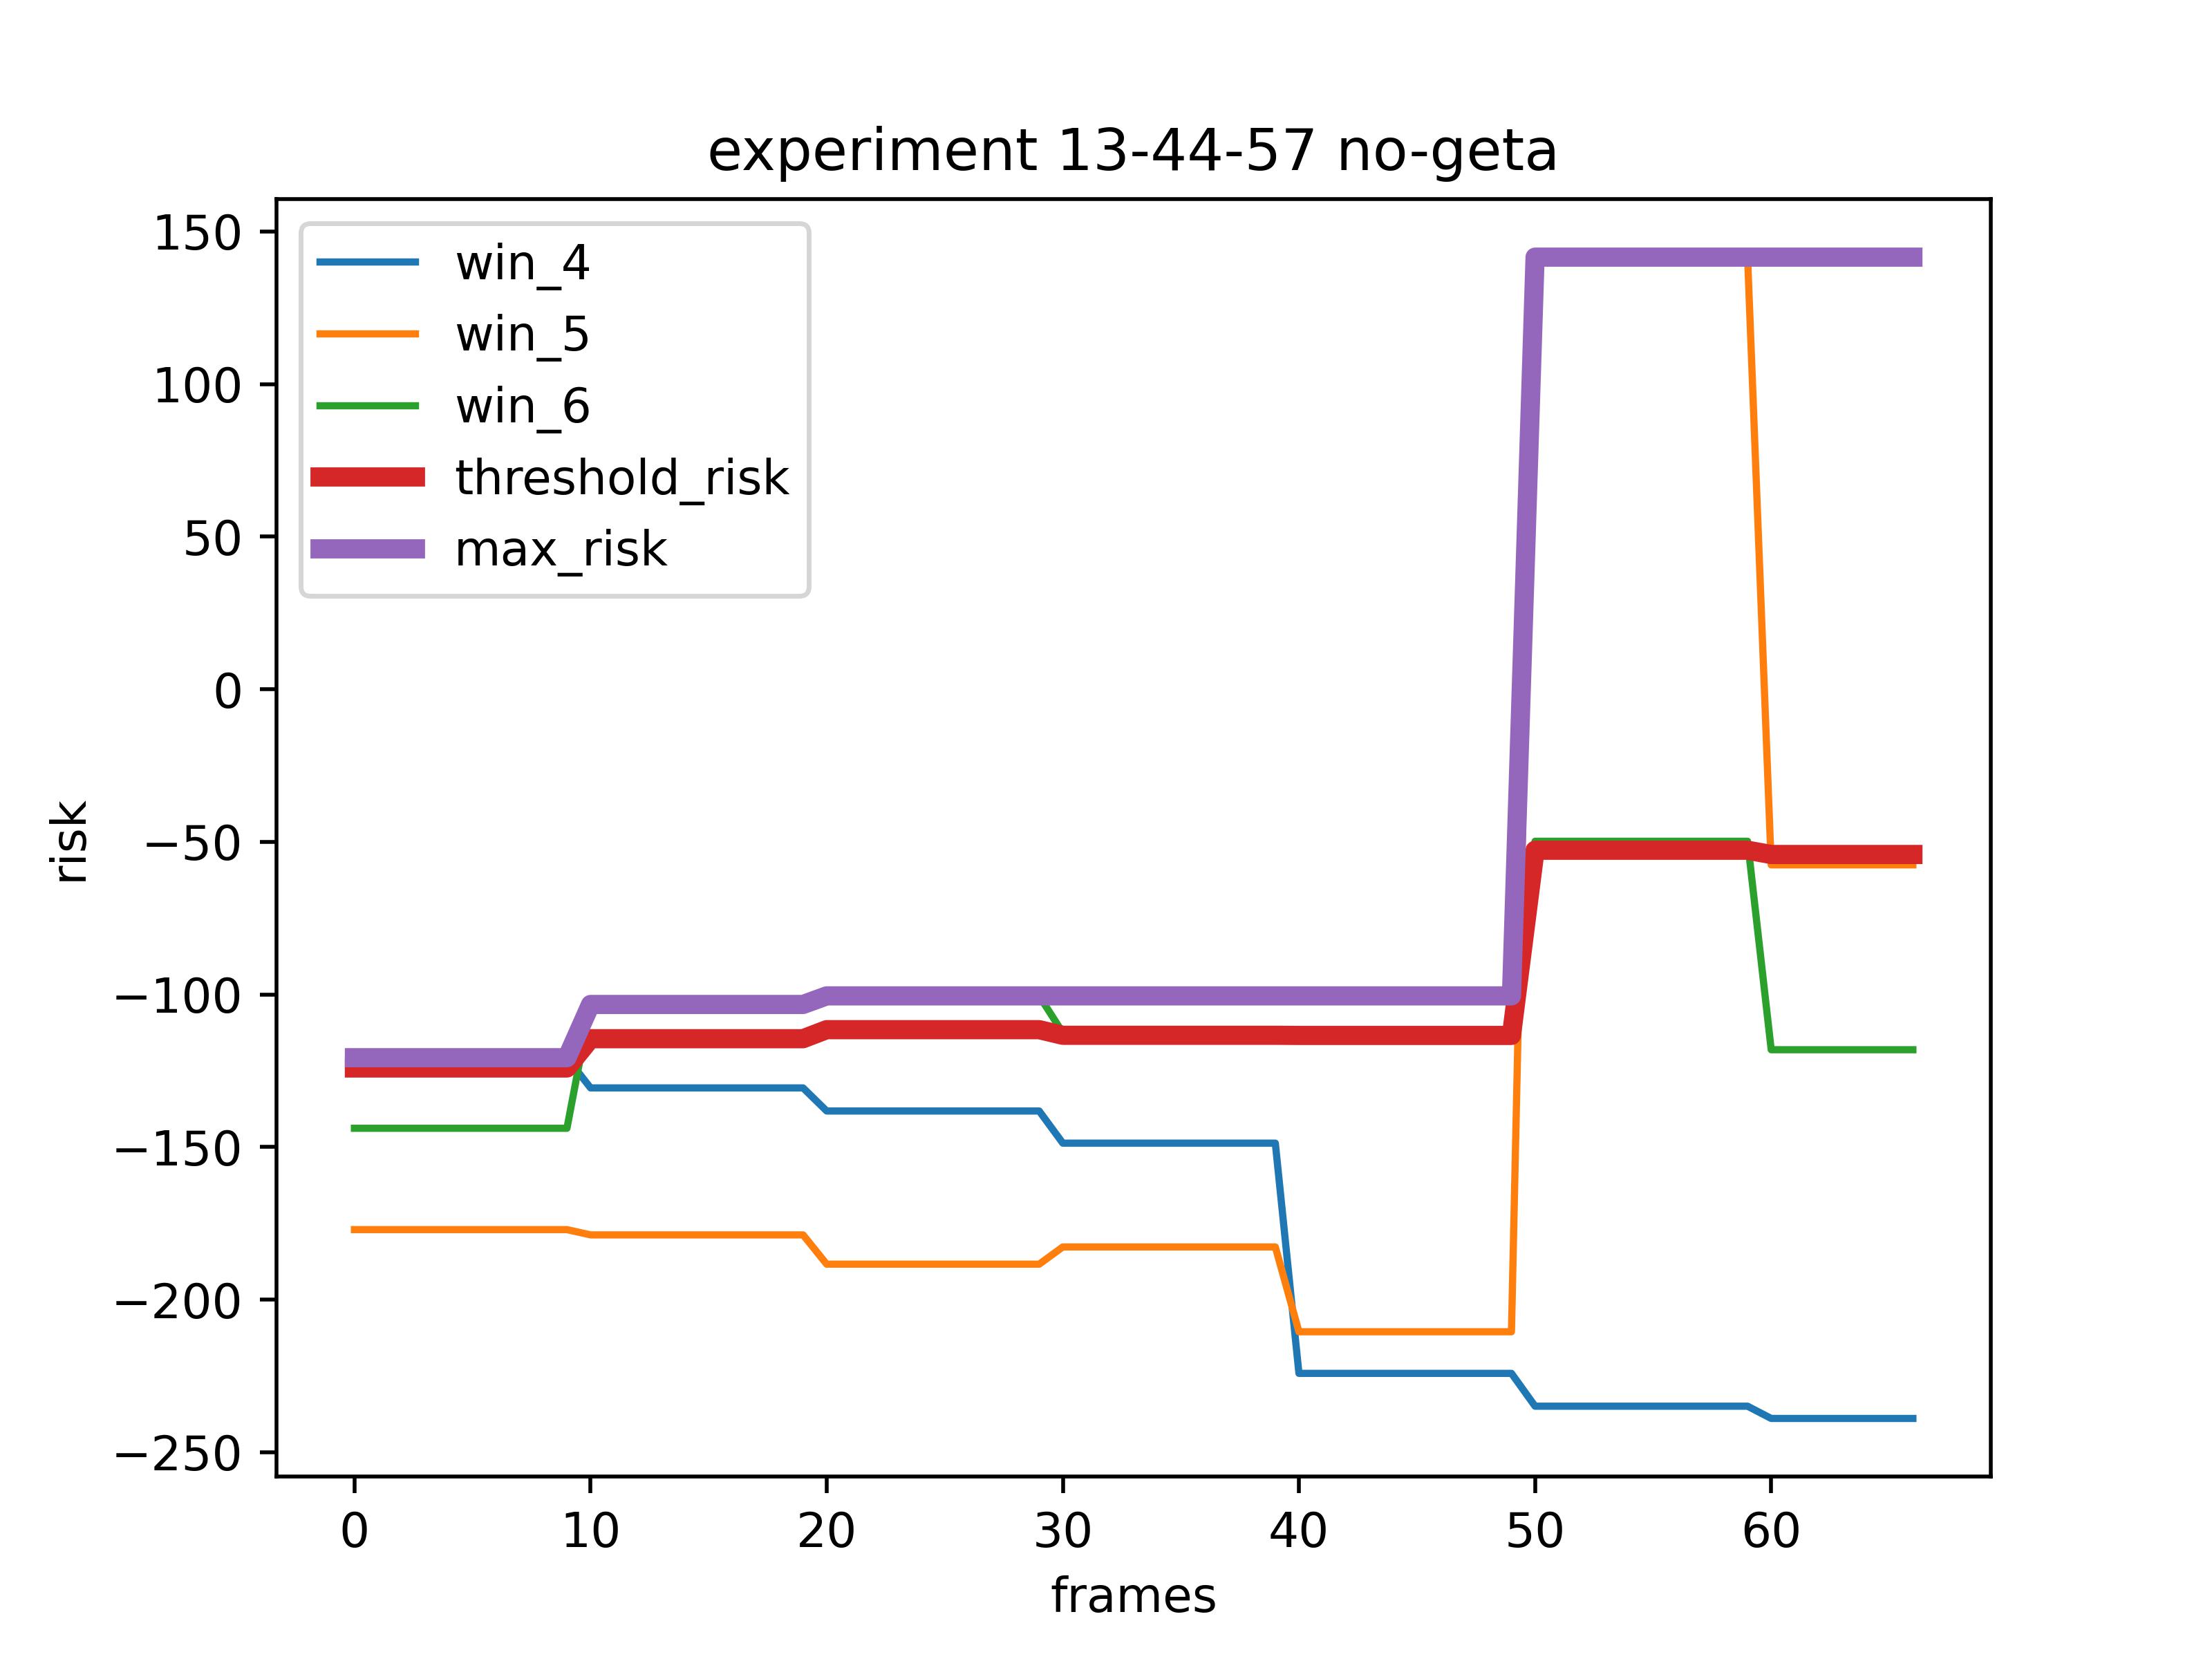 experiment 13-44-57 no-geta
150
100
50
0
−50
−100
−150
−200
−250
risk
win_4
win_5
win_6
threshold_risk
max_risk
0 10 20 30 40 50 60
frames